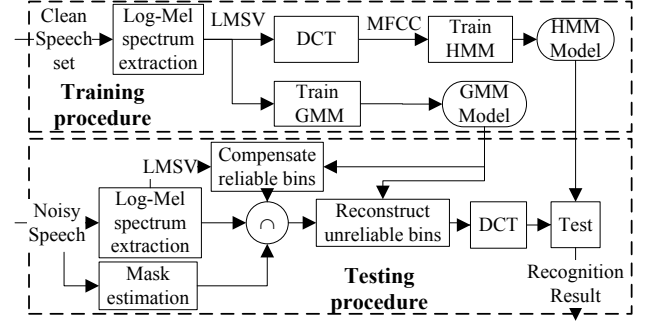 Clean
Speech
set
Log-Mel
spectrum
extraction
LMSV
DCT
MFCC
Train
HMM
HMM
Model
Training
procedure
Train
GMM
GMM
Model
LMSV
Compensate
reliable bins
Noisy
Speech
Log-Mel
spectrum
extraction
∩
Reconstruct
unreliable bins
DCT
Test
Mask
estimation
Testing
procedure
Recognition
Result